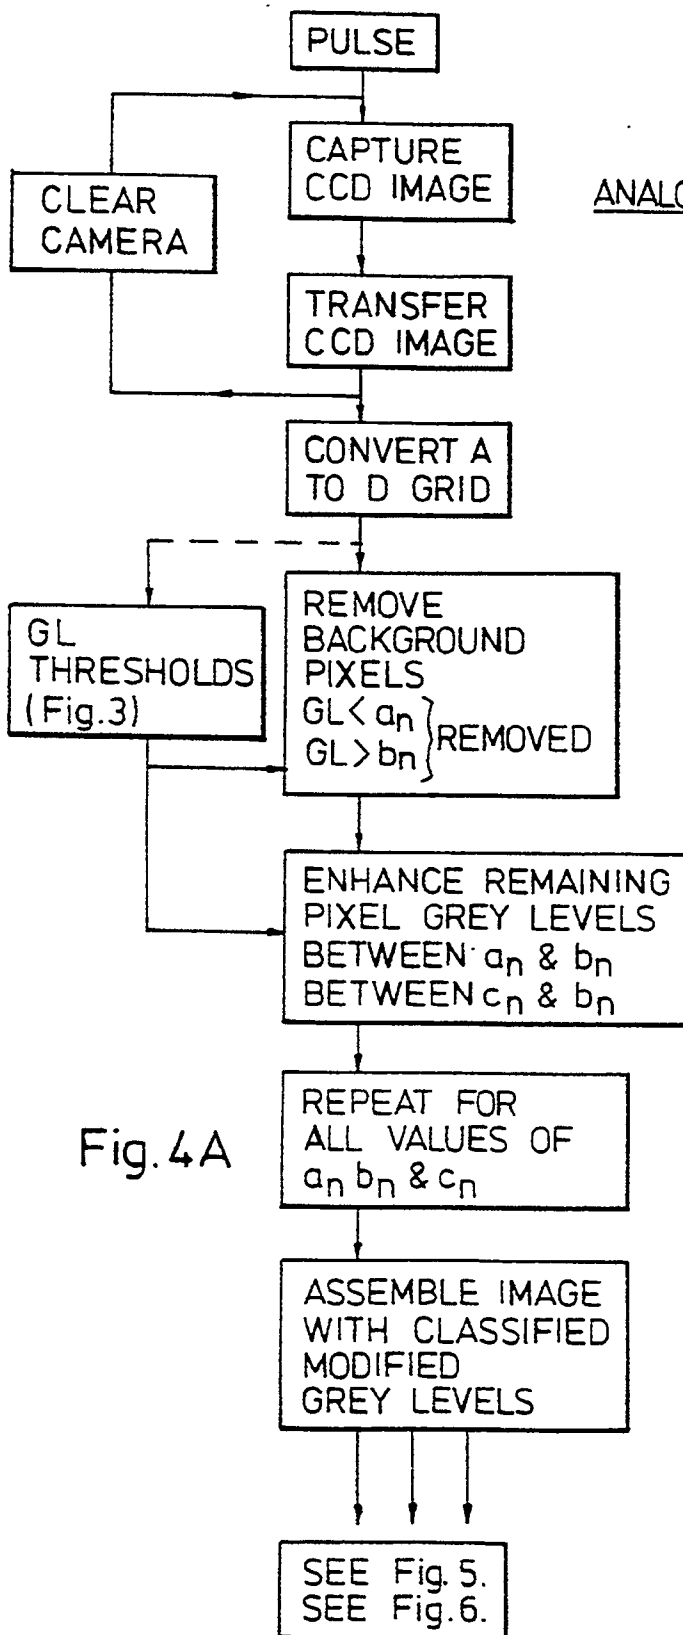 PULSE
CAPTURE
CCD IMAGE
CLEAR
CAMERA
TRANSFER
CCD IMAGE
CONVERT A
TO D GRID
GL
THRESHOLDS
(Fig.3)
REMOVE
BACKGROUND
PIXELS
GL < an
GL > bn
REMOVED
ENHANCE REMAINING
PIXEL GREY LEVELS
BETWEEN an & bn
BETWEEN cn & bn
REPEAT FOR
ALL VALUES OF
an bn & cn
Fig. 4A
ASSEMBLE IMAGE
WITH CLASSIFIED
MODIFIED
GREY LEVELS
SEE Fig. 5.
SEE Fig. 6.